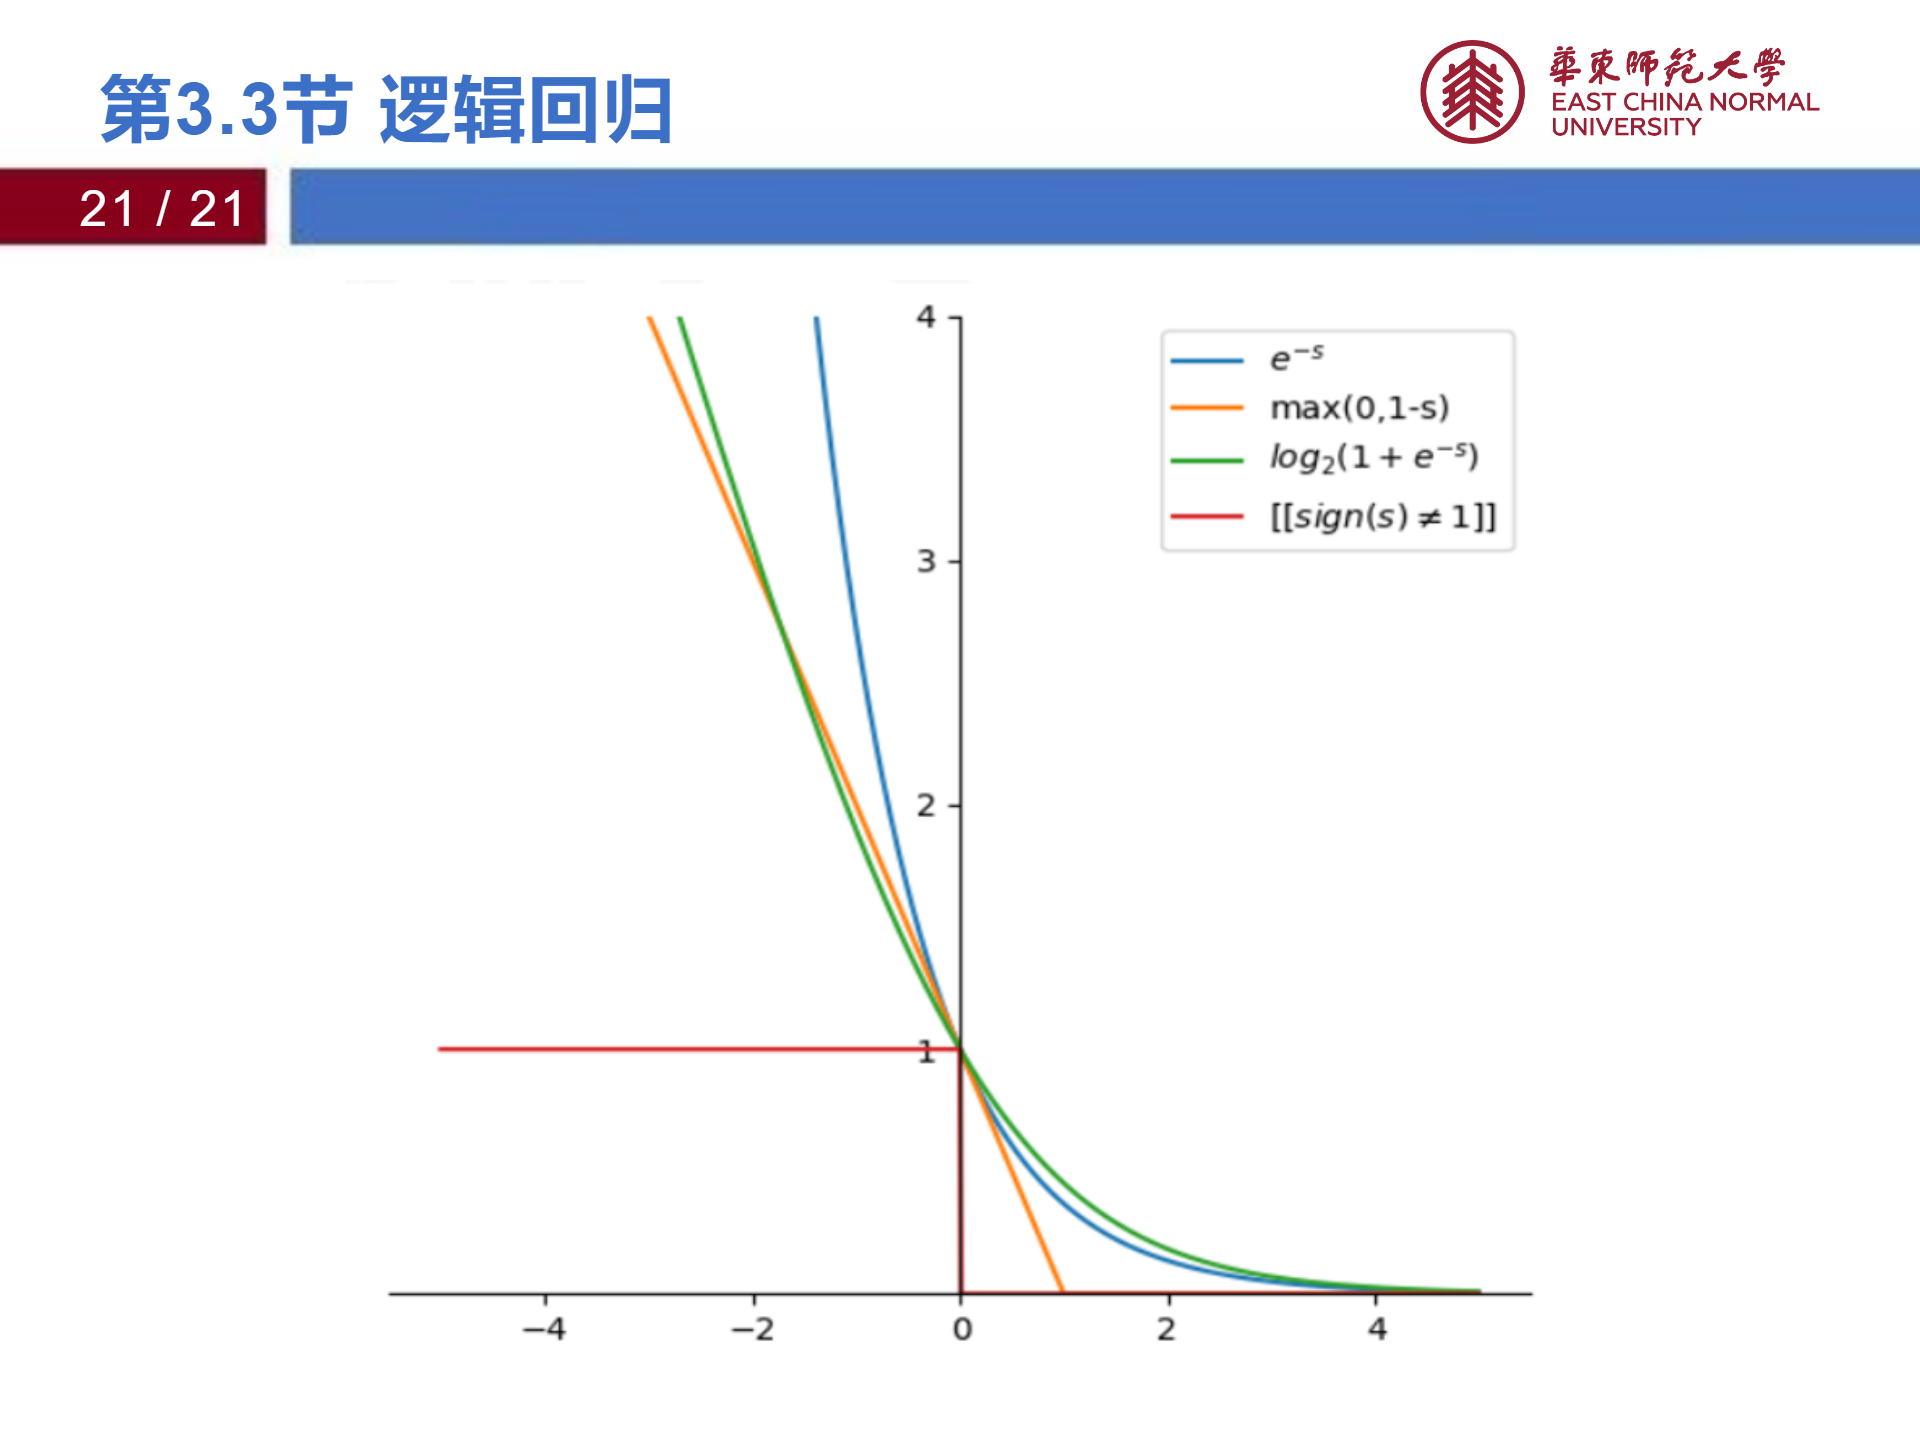 第3.3节 逻辑回归
華東師範大學
EAST CHINA NORMAL
UNIVERSITY
21 / 21
4
3
2
1
e^{-s}
max(0,1-s)
log₂(1 + e^{-s})
[[sign(s) ≠ 1]]
−4 −2 0 2 4